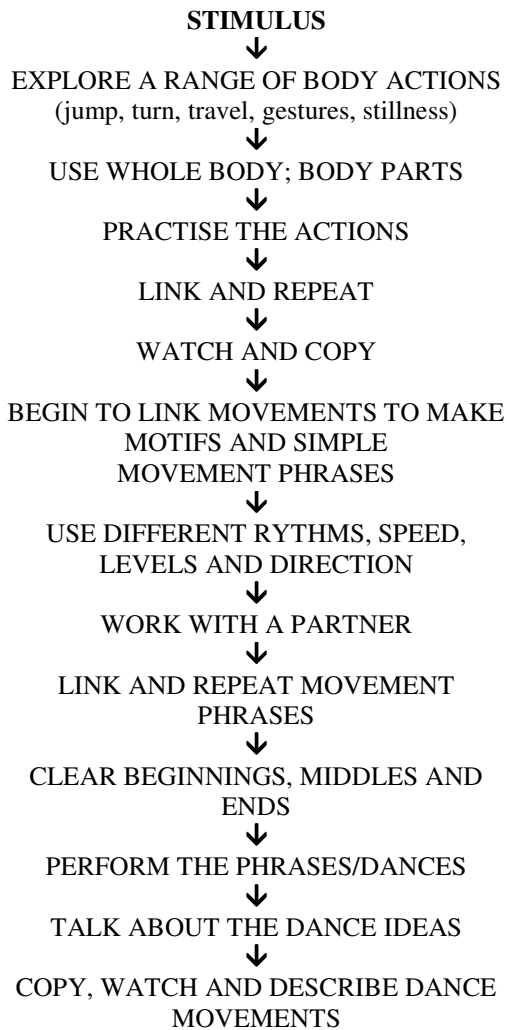 STIMULUS
EXPLORE A RANGE OF BODY ACTIONS
(jump, turn, travel, gestures, stillness)
USE WHOLE BODY; BODY PARTS
PRACTISE THE ACTIONS
LINK AND REPEAT
WATCH AND COPY
BEGIN TO LINK MOVEMENTS TO MAKE
MOTIFS AND SIMPLE
MOVEMENT PHRASES
USE DIFFERENT RYTHMS, SPEED,
LEVELS AND DIRECTION
WORK WITH A PARTNER
LINK AND REPEAT MOVEMENT
PHRASES
CLEAR BEGINNINGS, MIDDLES AND
ENDS
PERFORM THE PHRASES/DANCES
TALK ABOUT THE DANCE IDEAS
COPY, WATCH AND DESCRIBE DANCE
MOVEMENTS